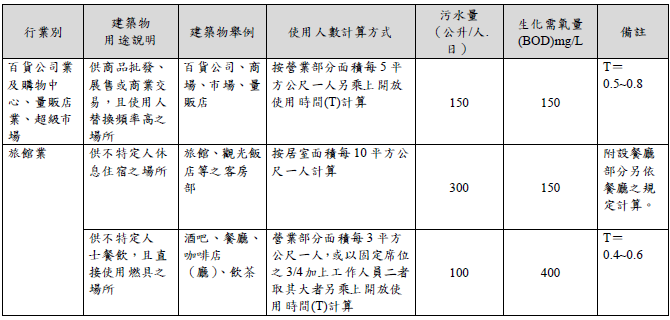 行業別
建築物
用途說明
建築物舉例
使用人數計算方式
污水量
（公升/人.
日）
生化需氧量
(BOD)mg/L
備註
百貨公司業
及購物中
心、量販店
業、超級市
場
供商品批發、
展售或商業交
易，且使用人
替換頻率高之
場所
百貨公司、商
場、市場、量
販店
按營業部分面積每 5 平
方公尺一人另乘上開放
使用時間(T)計算
150
150
T＝
0.5~0.8
旅館業
供不特定人休
息住宿之場所
旅館、觀光飯
店等之客房
部
按居室面積每 10 平方公
尺一人計算
300
150
附設餐廳
部分另依
餐廳之規
定計算。
供不特定人
士餐飲，且直
接使用燃具之
場所
酒吧、餐廳、
咖啡店
（廳）、飲茶
營業部分面積每 3 平方
公尺一人，或以固定席位
之 3/4 加上工作人員二者
取其大者另乘上開放使
用時間(T)計算
100
400
T＝
0.4~0.6